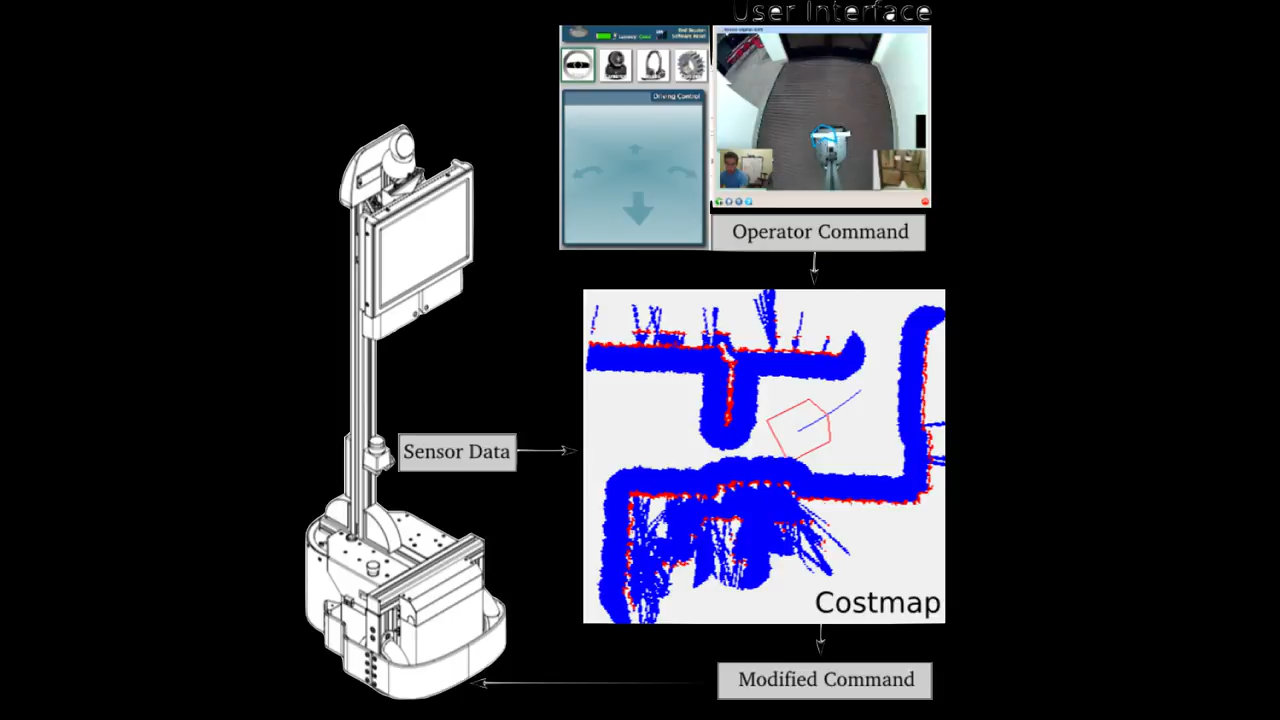 User Interface
Driving Control
Operator Command
Sensor Data
Costmap
Modified Command